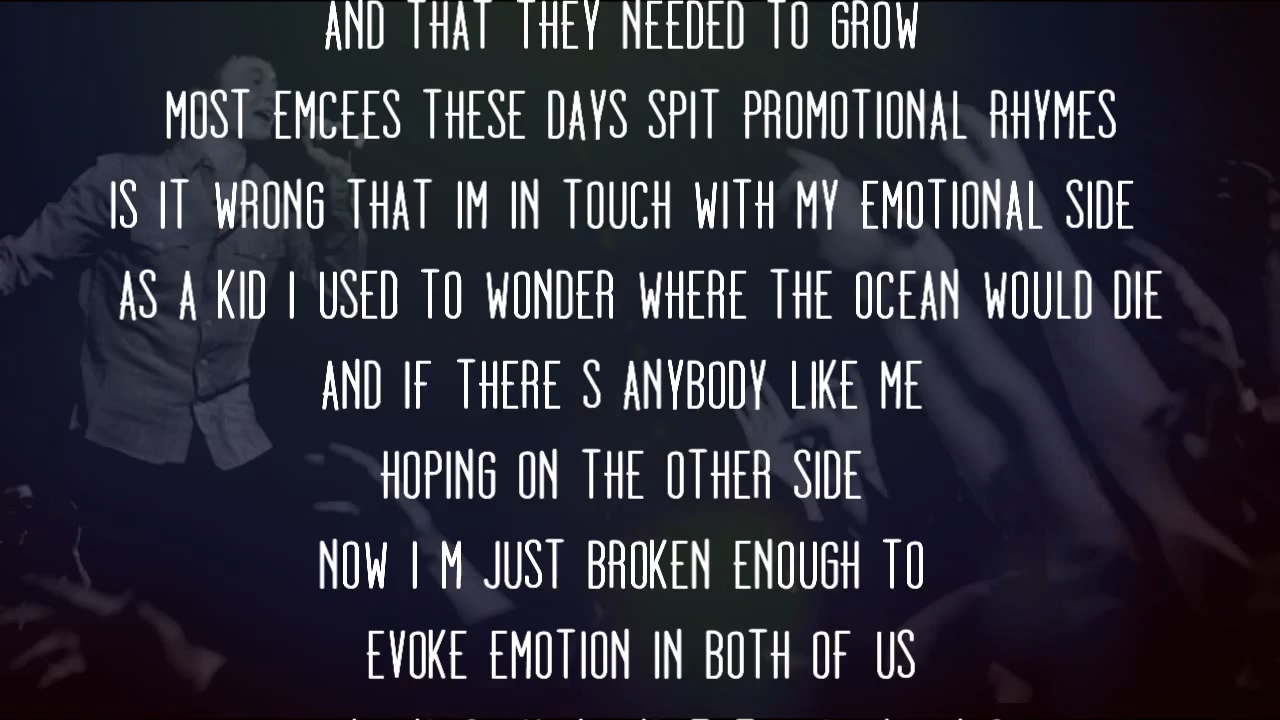 AND THAT THEY NEEDED TO GROW
MOST EMCEES THESE DAYS SPIT PROMOTIONAL RHYMES
IS IT WRONG THAT IM IN TOUCH WITH MY EMOTIONAL SIDE
AS A KID I USED TO WONDER WHERE THE OCEAN WOULD DIE
AND IF THERE S ANYBODY LIKE ME
HOPING ON THE OTHER SIDE
NOW I M JUST BROKEN ENOUGH TO
EVOKE EMOTION IN BOTH OF US